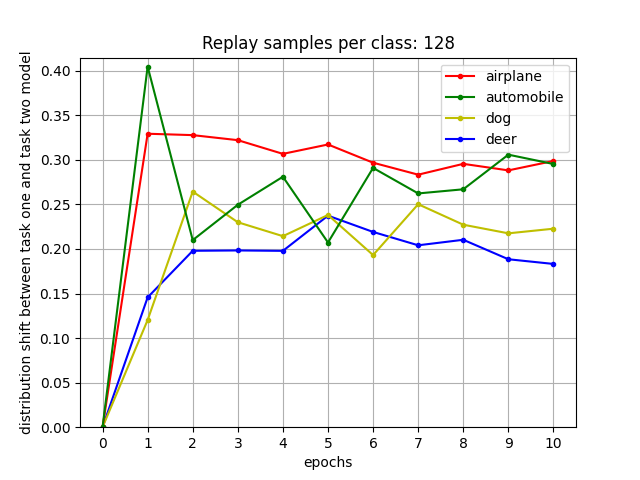 Replay samples per class: 128
distribution shift between task one and task two model
0.40
0.35
0.30
0.25
0.20
0.15
0.10
0.05
0.00
airplane
automobile
dog
deer
0 1 2 3 4 5 6 7 8 9 10
epochs